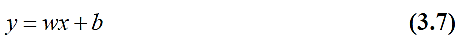 y = wx + b (3.7)